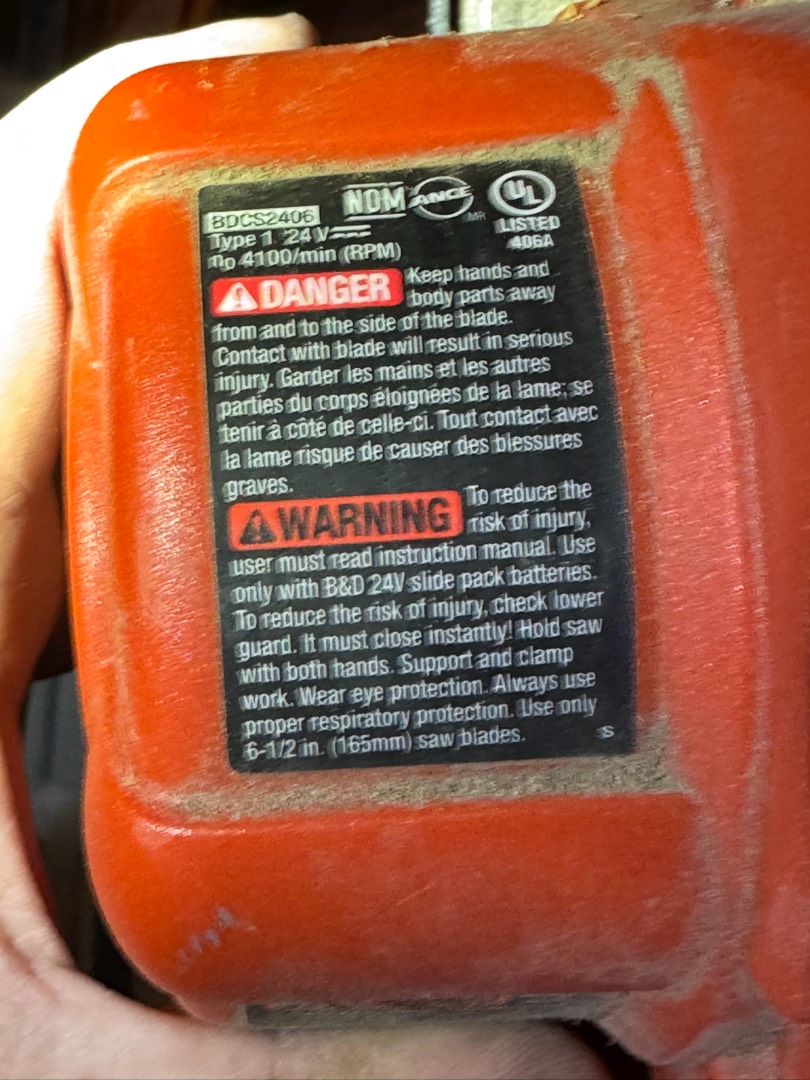 NOM ANCE MR UL
BDCS2406
LISTED
Type 1 24V
406A
no 4100/min (RPM)
DANGER Keep hands and
body parts away
from and to the side of the blade.
Contact with blade will result in serious
injury. Garder les mains et les autres
parties du corps éloignées de la lame; se
tenir à côté de celle-ci. Tout contact avec
la lame risque de causer des blessures
graves.
WARNING To reduce the
risk of injury,
user must read instruction manual. Use
only with B&D 24V slide pack batteries.
To reduce the risk of injury, check lower
guard. It must close instantly! Hold saw
with both hands. Support and clamp
work. Wear eye protection. Always use
proper respiratory protection. Use only
6-1/2 in. (165mm) saw blades.
S